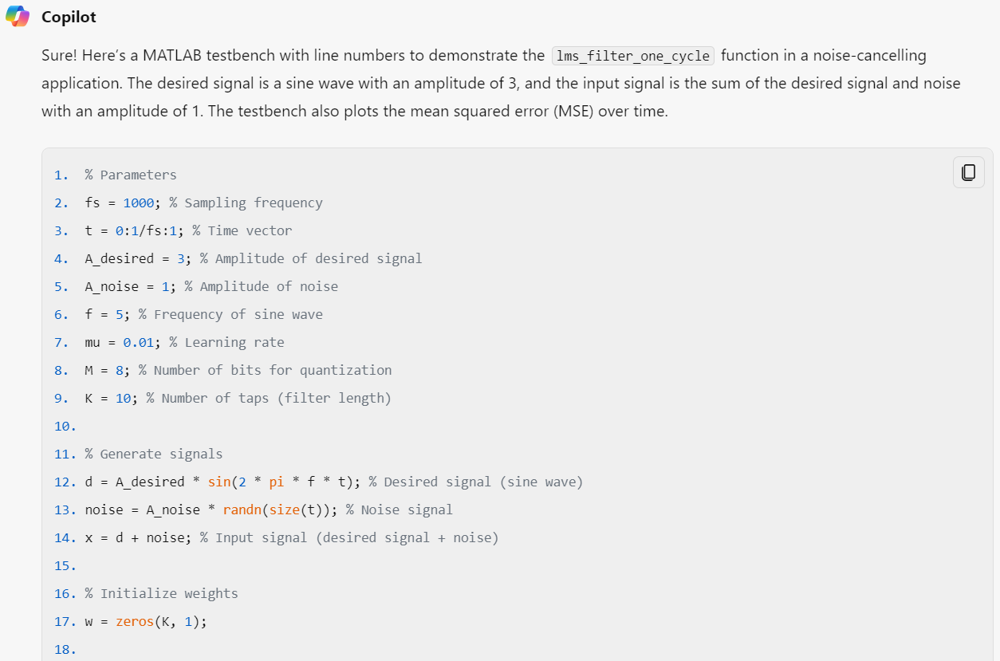 Copilot
Sure! Here’s a MATLAB testbench with line numbers to demonstrate the lms_filter_one_cycle function in a noise-cancelling
application. The desired signal is a sine wave with an amplitude of 3, and the input signal is the sum of the desired signal and noise
with an amplitude of 1. The testbench also plots the mean squared error (MSE) over time.
1. % Parameters
2. fs = 1000; % Sampling frequency
3. t = 0:1/fs:1; % Time vector
4. A_desired = 3; % Amplitude of desired signal
5. A_noise = 1; % Amplitude of noise
6. f = 5; % Frequency of sine wave
7. mu = 0.01; % Learning rate
8. M = 8; % Number of bits for quantization
9. K = 10; % Number of taps (filter length)
10.
11. % Generate signals
12. d = A_desired * sin(2 * pi * f * t); % Desired signal (sine wave)
13. noise = A_noise * randn(size(t)); % Noise signal
14. x = d + noise; % Input signal (desired signal + noise)
15.
16. % Initialize weights
17. w = zeros(K, 1);
18.